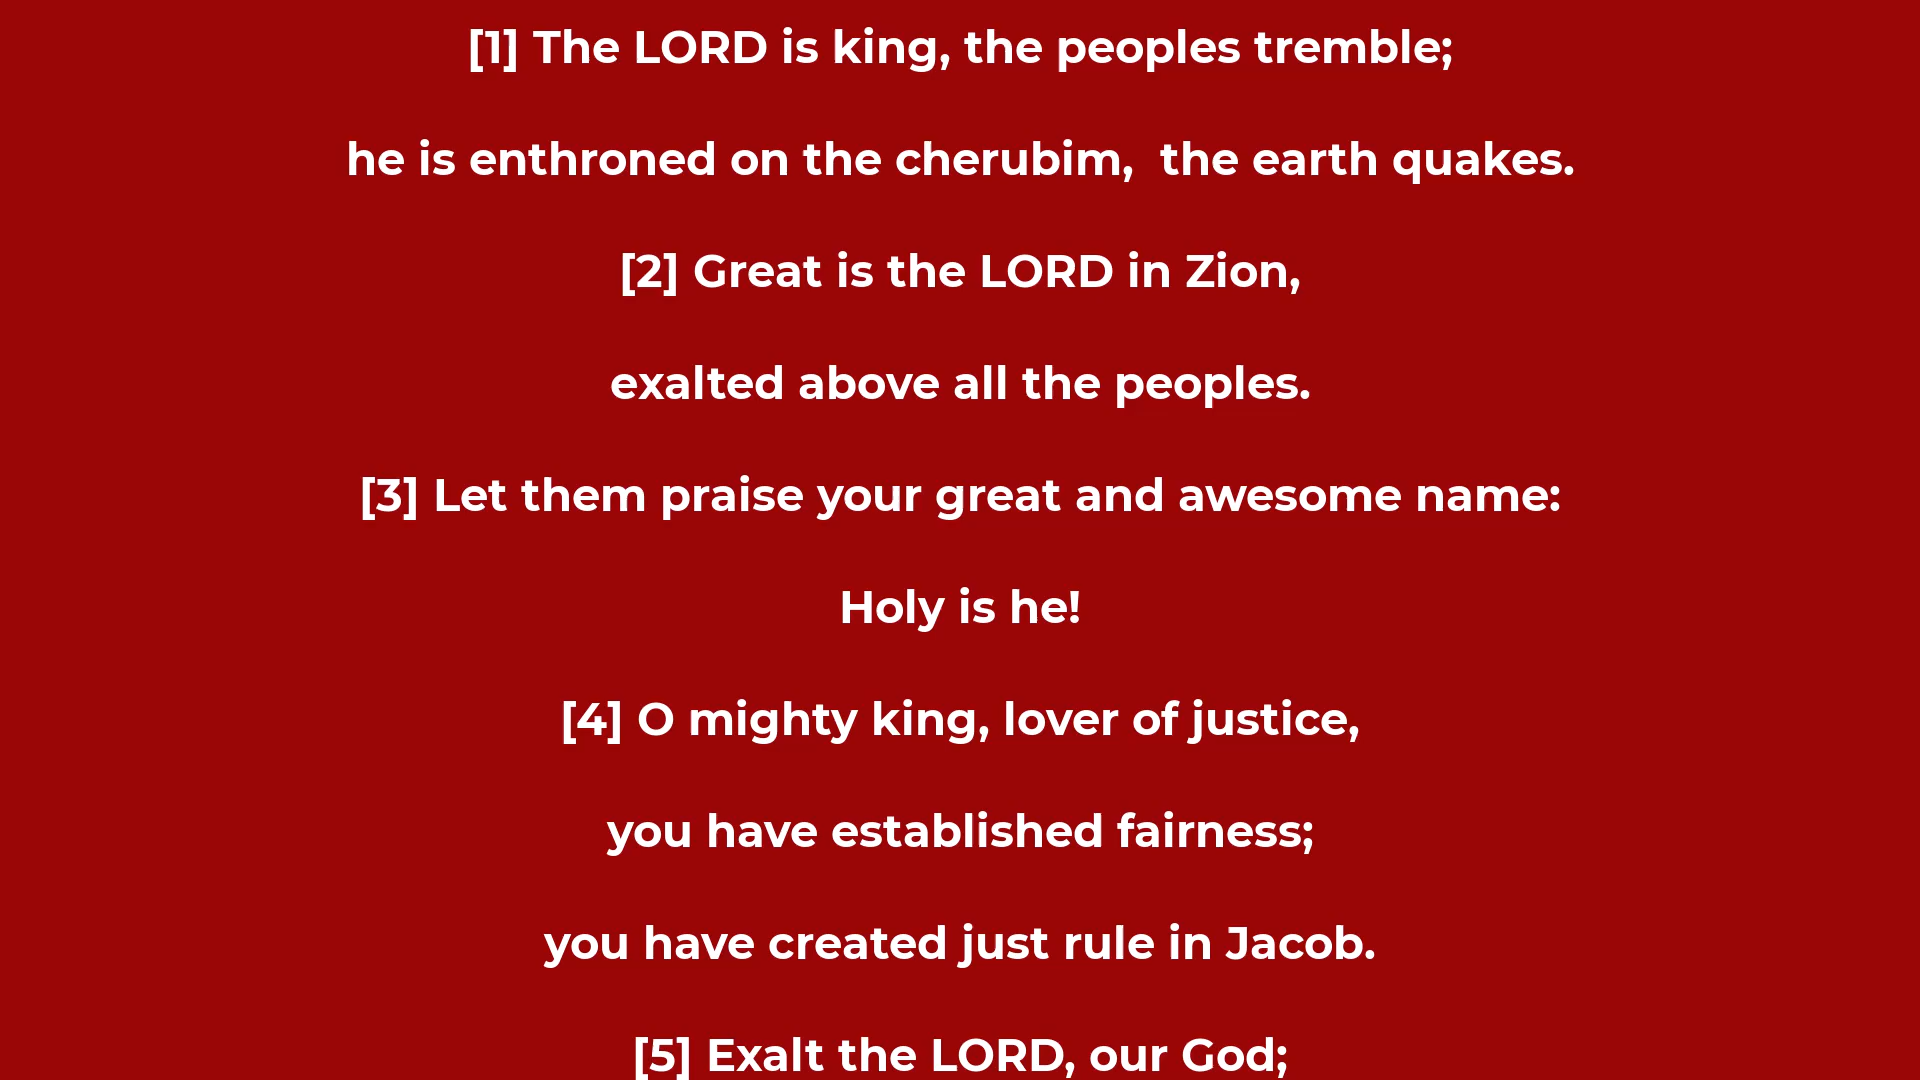 [1] The LORD is king, the peoples tremble;
he is enthroned on the cherubim,  the earth quakes.
[2] Great is the LORD in Zion,
exalted above all the peoples.
[3] Let them praise your great and awesome name:
Holy is he!
[4] O mighty king, lover of justice,
you have established fairness;
you have created just rule in Jacob.
[5] Exalt the LORD, our God;